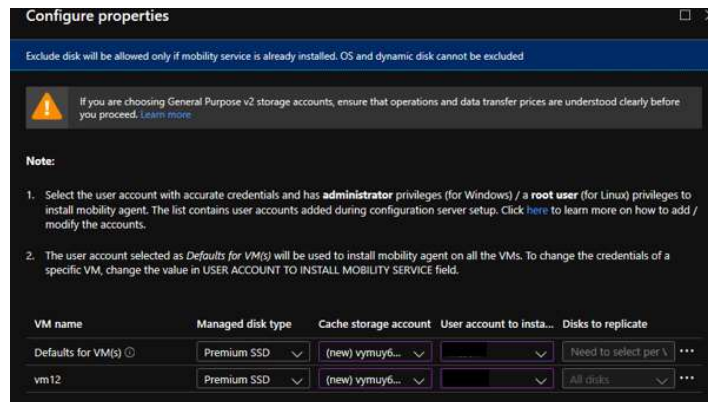 Configure properties
Exclude disk will be allowed only if mobility service is already installed. OS and dynamic disk cannot be excluded
If you are choosing General Purpose v2 storage accounts, ensure that operations and data transfer prices are understood clearly before
you proceed. Learn more
Note:
1. Select the user account with accurate credentials and has administrator privileges (for Windows) / a root user (for Linux) privileges to
install mobility agent. The list contains user accounts added during configuration server setup. Click here to learn more on how to add /
modify the accounts.
2. The user account selected as Defaults for VM(s) will be used to install mobility agent on all the VMs. To change the credentials of a
specific VM, change the value in USER ACCOUNT TO INSTALL MOBILITY SERVICE field.
VM name Managed disk type Cache storage account User account to insta... Disks to replicate
Defaults for VM(s) Premium SSD (new) vymuy6... Need to select per V
vm12 Premium SSD (new) vymuy6... All disks